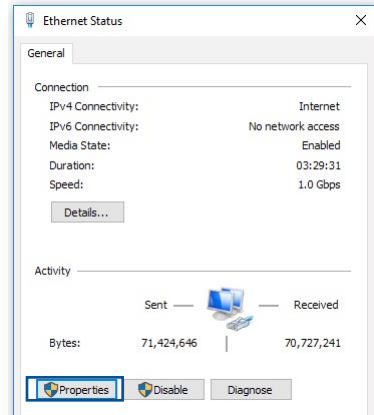 Ethernet Status
General
Connection
IPv4 Connectivity: Internet
IPv6 Connectivity: No network access
Media State: Enabled
Duration: 03:29:31
Speed: 1.0 Gbps
Details...
Activity
Sent Received
Bytes: 71,424,646 70,727,241
Properties Disable Diagnose